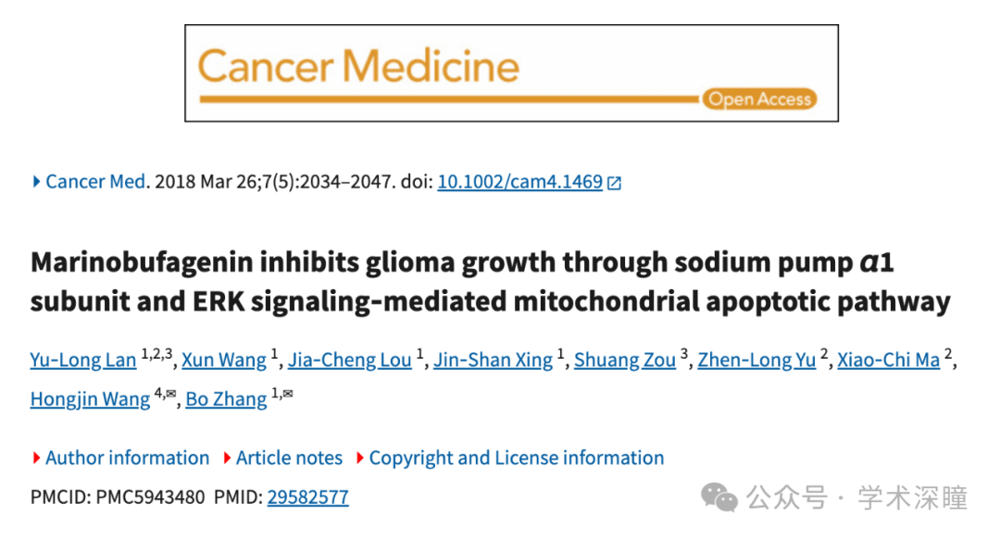 Cancer Medicine
Open Access
Cancer Med. 2018 Mar 26;7(5):2034–2047. doi: 10.1002/cam4.1469
Marinobufagenin inhibits glioma growth through sodium pump α1
subunit and ERK signaling‐mediated mitochondrial apoptotic pathway
Yu‐Long Lan 1,2,3, Xun Wang 1, Jia‐Cheng Lou 1, Jin‐Shan Xing 1, Shuang Zou 3, Zhen‐Long Yu 2, Xiao‐Chi Ma 2,
Hongjin Wang 4,✉, Bo Zhang 1,✉
Author information Article notes Copyright and License information
PMCID: PMC5943480 PMID: 29582577
公众号 · 学术深瞳